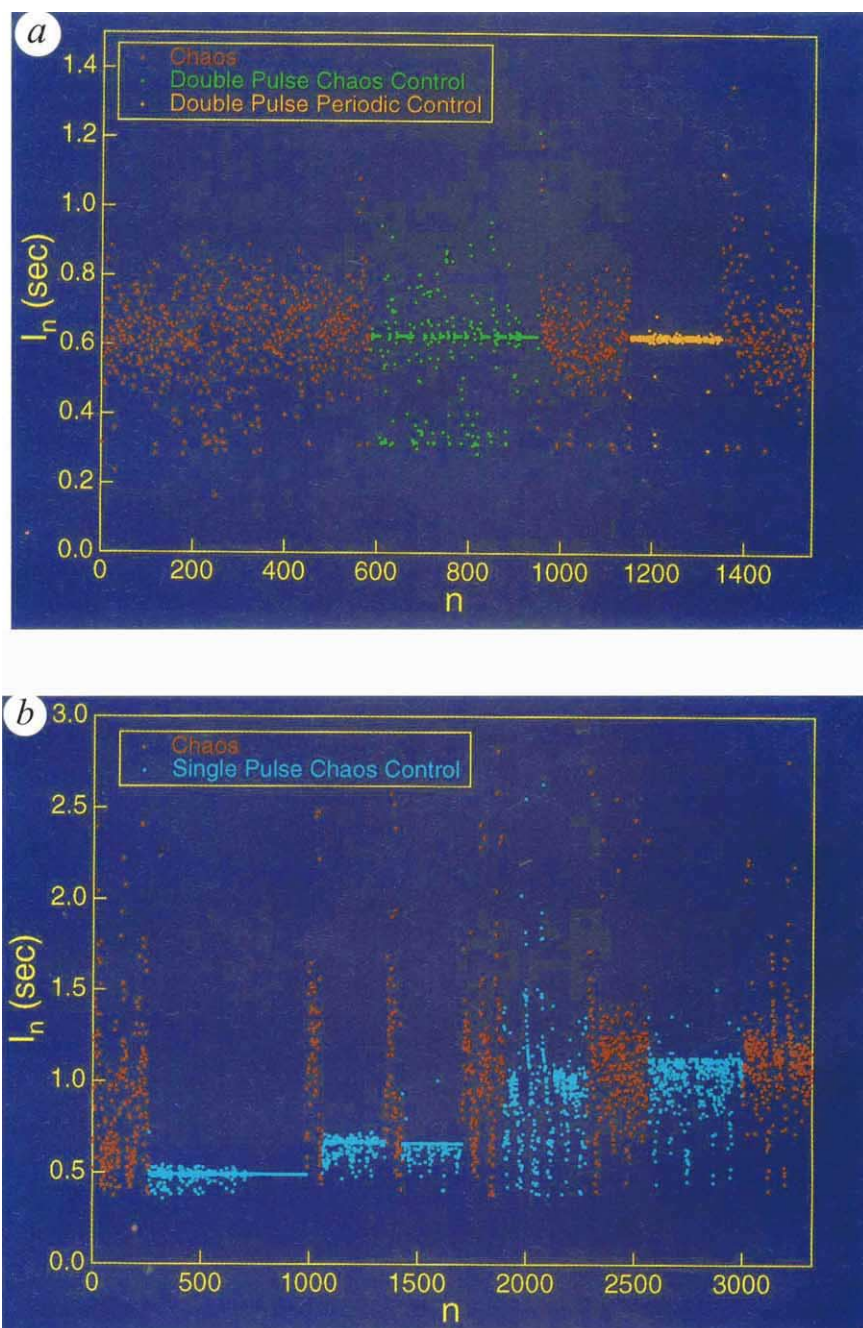 a
Chaos
Double Pulse Chaos Control
Double Pulse Periodic Control
1.4
1.2
1.0
0.8
0.6
0.4
0.2
0.0
I_n (sec)
0 200 400 600 800 1000 1200 1400
n
b
Chaos
Single Pulse Chaos Control
3.0
2.5
2.0
1.5
1.0
0.5
0.0
I_n (sec)
0 500 1000 1500 2000 2500 3000
n